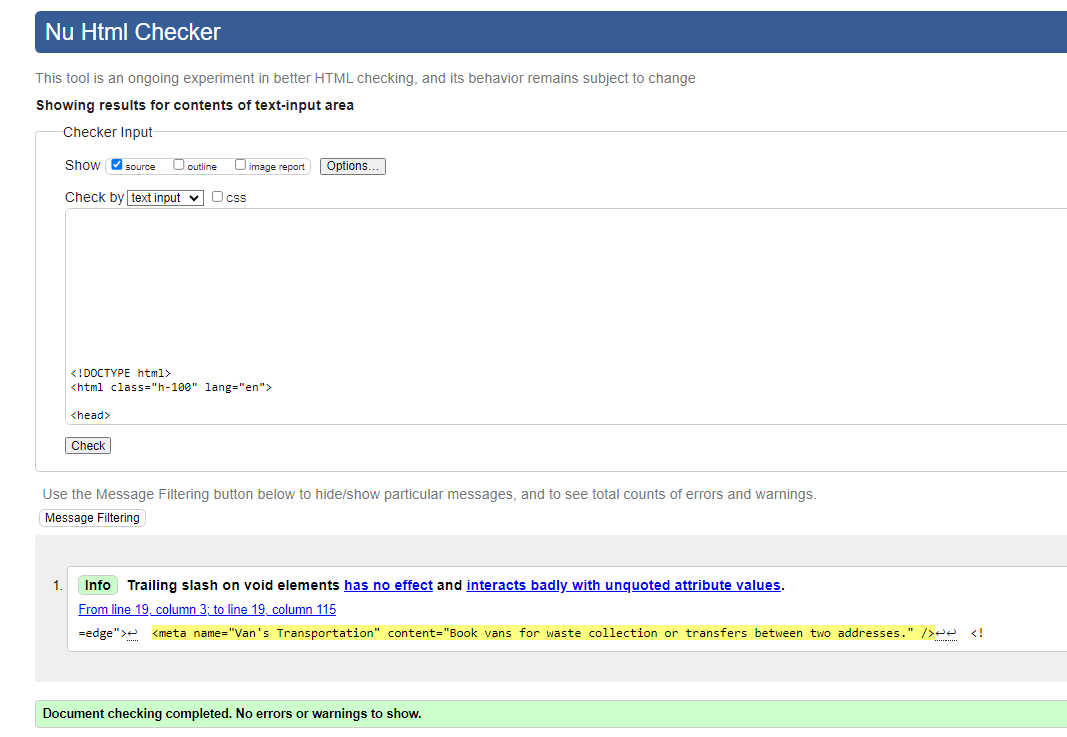 Nu Html Checker
This tool is an ongoing experiment in better HTML checking, and its behavior remains subject to change
Showing results for contents of text-input area
Checker Input
Show source outline image report Options...
Check by text input css
<!DOCTYPE html>
<html class="h-100" lang="en">
<head>
Check
Use the Message Filtering button below to hide/show particular messages, and to see total counts of errors and warnings.
Message Filtering
1. Info Trailing slash on void elements has no effect and interacts badly with unquoted attribute values.
From line 19, column 3; to line 19, column 115
=edge">↩ <meta name="Van's Transportation" content="Book vans for waste collection or transfers between two addresses." />↩↩ <!
Document checking completed. No errors or warnings to show.